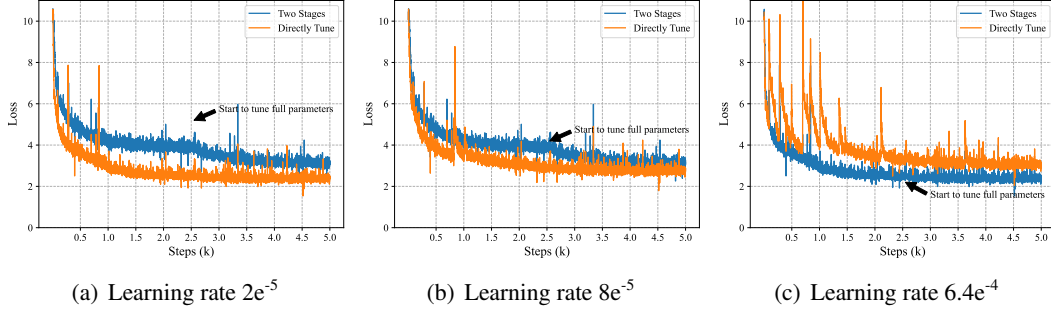 10
8
6
4
2
0
Loss
0.5 1.0 1.5 2.0 2.5 3.0 3.5 4.0 4.5 5.0
Steps (k)
Two Stages
Directly Tune
Start to tune full parameters
(a) Learning rate 2e-5
10
8
6
4
2
0
Loss
0.5 1.0 1.5 2.0 2.5 3.0 3.5 4.0 4.5 5.0
Steps (k)
Two Stages
Directly Tune
Start to tune full parameters
(b) Learning rate 8e-5
10
8
6
4
2
0
Loss
0.5 1.0 1.5 2.0 2.5 3.0 3.5 4.0 4.5 5.0
Steps (k)
Two Stages
Directly Tune
Start to tune full parameters
(c) Learning rate 6.4e-4